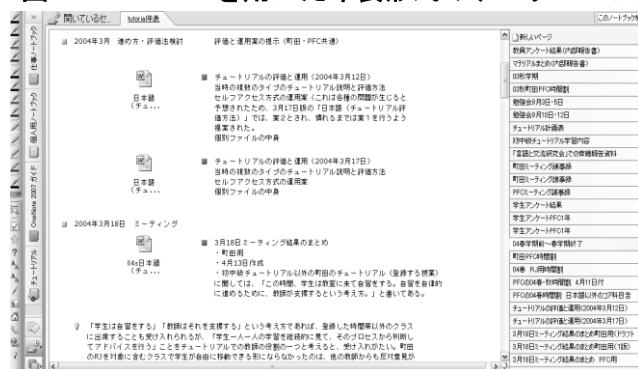 開いているセ...
tutoria用表
このノートブック
仕事ノートブック
個人用ノートブック
OneNote 2007 ガイド
チュートリアル
2004年3月 進め方・評価法検討
評価と運用案の提示（町田・PFC共通）
日本語
(チュ...
チュートリアルの評価と運用（2004年3月12日）
当時の複数のタイプのチュートリアル説明と評価方法
セルフアクセス方式の運用案（これは各種の問題が生じると
予想されたため、3月17日版の「日本語（チュートリアル評
価方法）」では、案2とされ、慣れるまでは案1を行うよう
提案された。
個別ファイルの中身
日本語
(チュ...
チュートリアルの評価と運用（2004年3月17日）
当時の複数のタイプのチュートリアル説明と評価方法
セルフアクセス方式の運用案
個別ファイルの中身
2004年3月18日 ミーティング
04s日本語
(チュ...
3月18日ミーティング結果のまとめ
・町田用
・4月13日作成
・初中級チュートリアル以外の町田のチュートリアル（登録する授業）
に関しては、「この時間、学生は教室に来て自習する。自習を自律的
に進めるために、教師が支援するという考え方。」と書いてある。
「学生は自習をする」「教師はそれを支援する」という考え方であれば、登録した時間帯以外のクラス
に出席することも受け入れられるが、「学生一人一人の学習を継続的に見て、そのプロセスから判断し
てアドバイスを行う」ことをチュートリアルでの教師の役割の一つと考えると、受け入れがたい。町田
のRJを対象に含むクラスで学生が自由に移動できる形にならなかったのは、他の教師からも反対意見が
新しいページ
教員アンケート結果(内部報告書)
マテリアルまとめ(内部報告書)
03秋学期
03秋町田PFC時間割
勉強会9月3日-5日
勉強会9月10日-12日
チュートリアル計画表
初中級チュートリアル学習内容
「言語と交流研究会」での実践報告資料
町田ミーティング議事録
町田ミーティング議事録
PFCミーティング議事録
学生アンケート結果
学生アンケートPFC1年
学生アンケートPFC1年
04春学期前～春学期終了
町田PFC時間割
04春 RJ用時間割
PFCの04春-秋時間割 4月11日付
PFCの04春時間割 日本語以外のコア科目含
チュートリアルの評価と運用(2004年3月12日)
チュートリアルの評価と運用(2004年3月17日)
3月18日ミーティング結果のまとめ町田用(ドラフト
3月18日ミーティング結果のまとめ町田用(1版)
3月18日ミーティング結果のまとめ PFC用